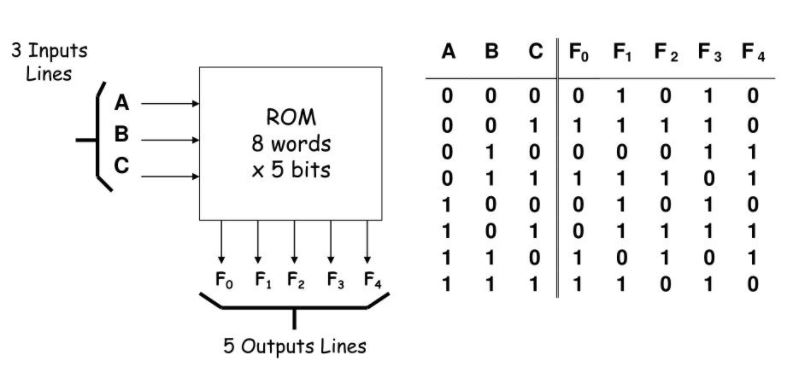 3 Inputs
Lines
A
B
C
ROM
8 words
x 5 bits
F₀ F₁ F₂ F₃ F₄
5 Outputs Lines
A B C F₀ F₁ F₂ F₃ F₄
0 0 0 0 1 0 1 0
0 0 1 1 1 1 1 0
0 1 0 0 0 0 1 1
0 1 1 1 1 1 0 1
1 0 0 0 1 0 1 0
1 0 1 0 1 1 1 1
1 1 0 1 0 1 0 1
1 1 1 1 1 0 1 0